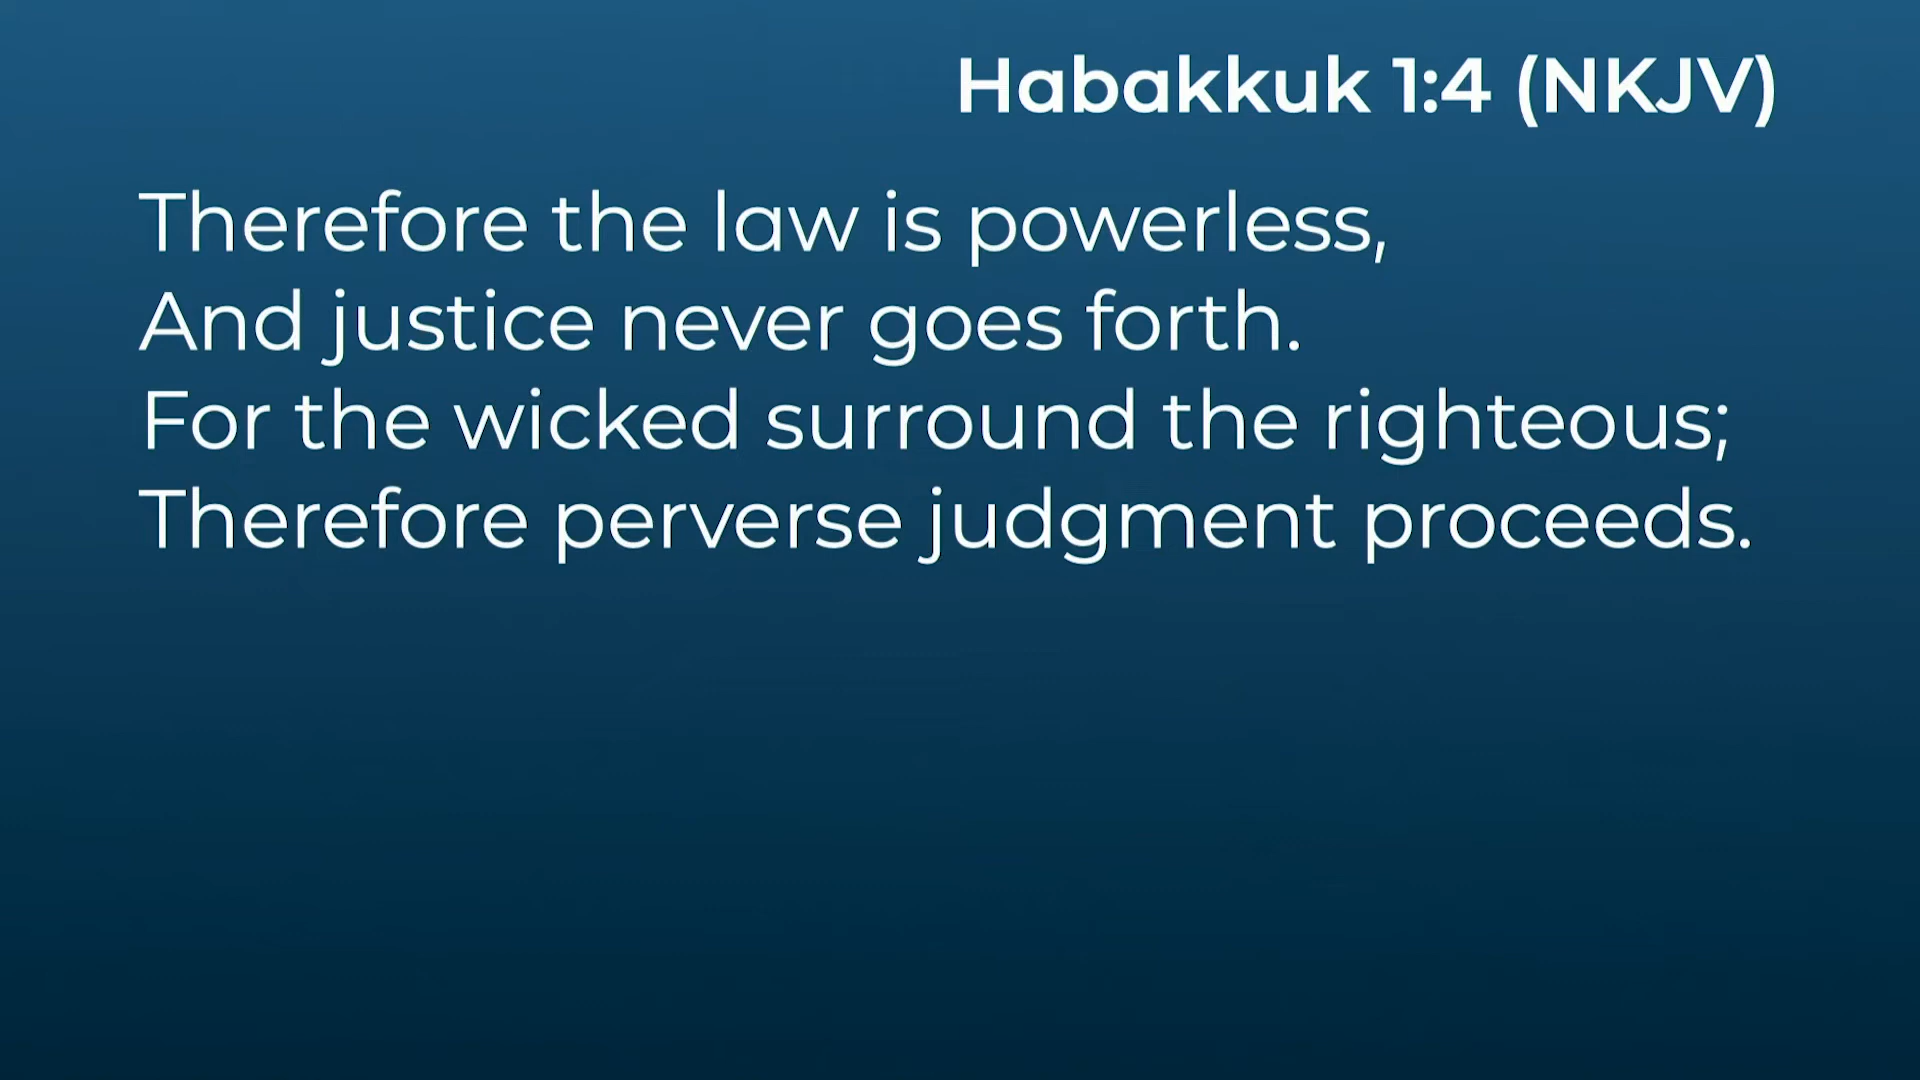 Habakkuk 1:4 (NKJV)
Therefore the law is powerless,
And justice never goes forth.
For the wicked surround the righteous;
Therefore perverse judgment proceeds.